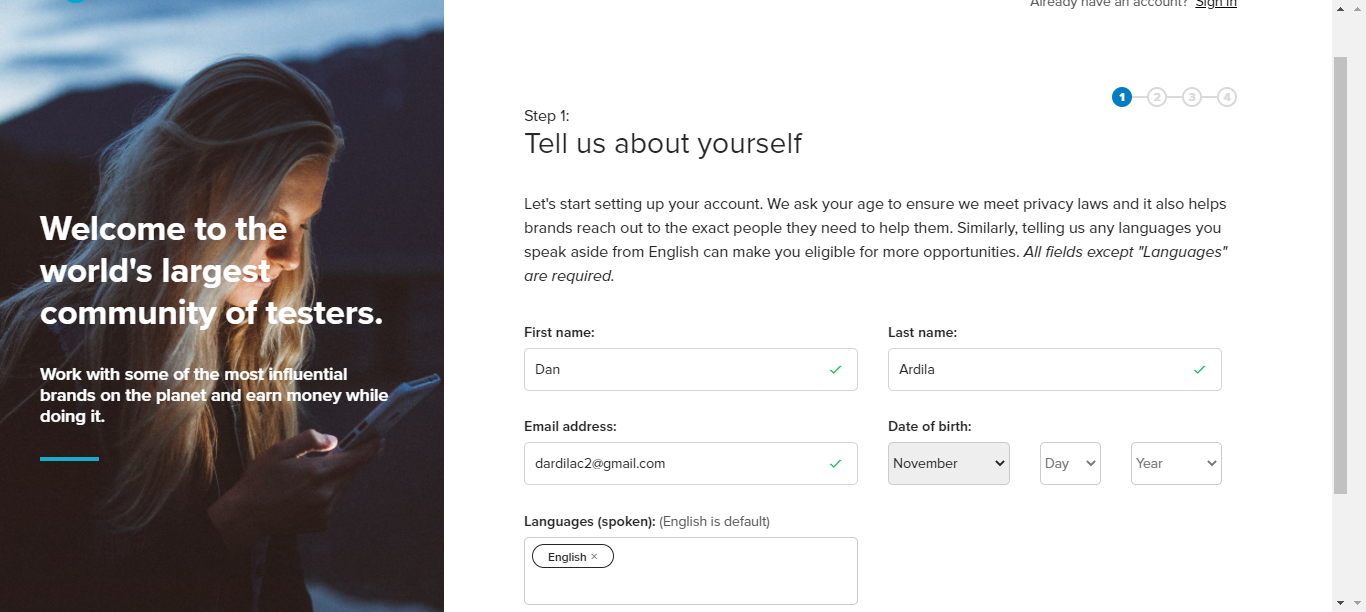 Already have an account? Sign in
1 2 3 4
Step 1:
Tell us about yourself
Let's start setting up your account. We ask your age to ensure we meet privacy laws and it also helps
brands reach out to the exact people they need to help them. Similarly, telling us any languages you
speak aside from English can make you eligible for more opportunities. All fields except "Languages"
are required.
Welcome to the
world's largest
community of testers.
Work with some of the most influential
brands on the planet and earn money while
doing it.
First name: Last name:
Dan Ardila
Email address: Date of birth:
dardilac2@gmail.com November Day Year
Languages (spoken): (English is default)
English ×